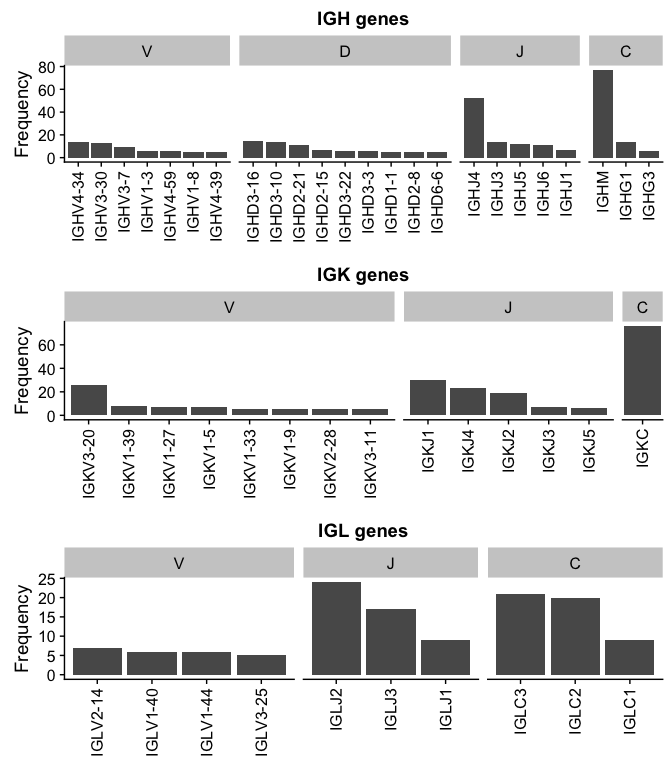 IGH genes
V D J C
Frequency
80
60
40
20
0
IGHV4-34 IGHV3-30 IGHV3-7 IGHV1-3 IGHV4-59 IGHV1-8 IGHV4-39 IGHD3-16 IGHD3-10 IGHD2-21 IGHD2-15 IGHD3-22 IGHD3-3 IGHD1-1 IGHD2-8 IGHD6-6 IGHJ4 IGHJ3 IGHJ5 IGHJ6 IGHJ1 IGHM IGHG1 IGHG3
IGK genes
V J C
Frequency
60
40
20
0
IGKV3-20 IGKV1-39 IGKV1-27 IGKV1-5 IGKV1-33 IGKV1-9 IGKV2-28 IGKV3-11 IGKJ1 IGKJ4 IGKJ2 IGKJ3 IGKJ5 IGKC
IGL genes
V J C
Frequency
25
20
15
10
5
0
IGLV2-14 IGLV1-40 IGLV1-44 IGLV3-25 IGLJ2 IGLJ3 IGLJ1 IGLC3 IGLC2 IGLC1